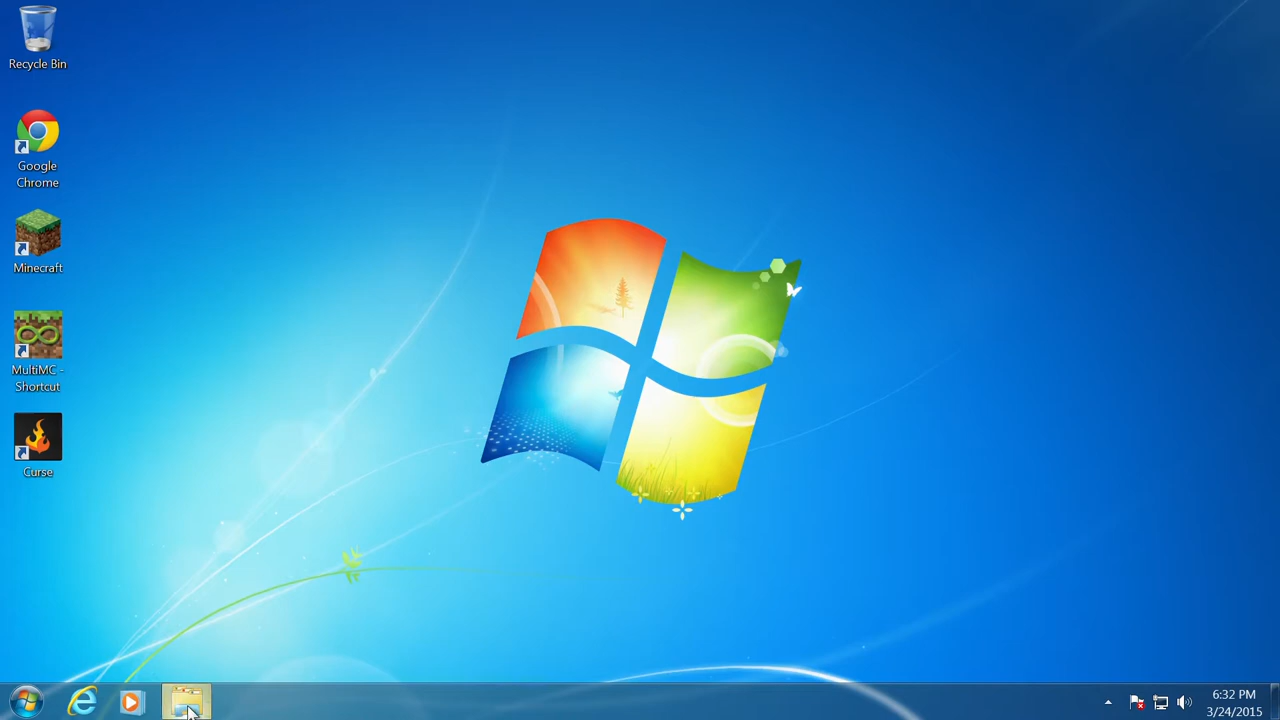 Recycle Bin
Google
Chrome
Minecraft
MultiMC -
Shortcut
Curse
6:32 PM
3/24/2015